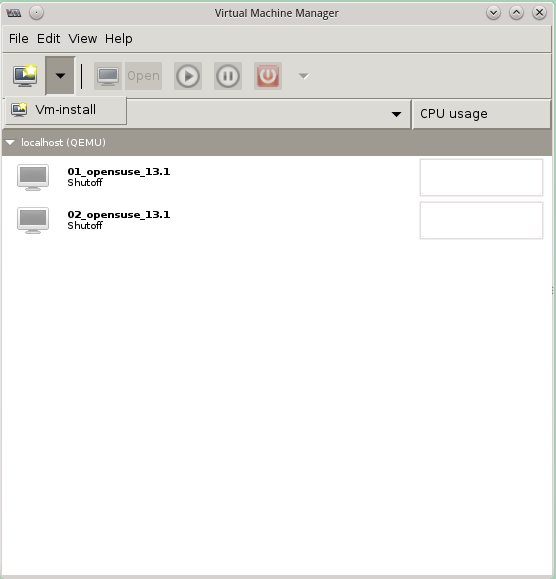 Virtual Machine Manager
File Edit View Help
Open
Vm-install
CPU usage
localhost (QEMU)
01_opensuse_13.1
Shutoff
02_opensuse_13.1
Shutoff